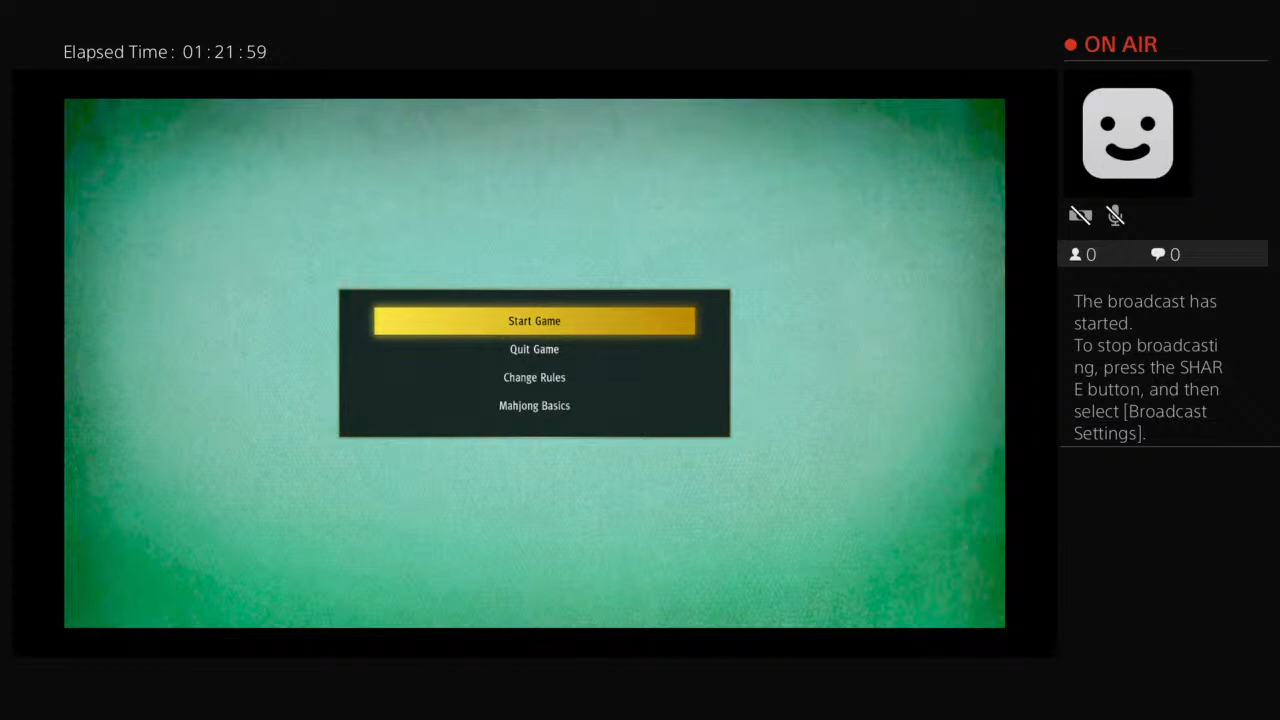 Elapsed Time: 01:21:59
ON AIR
0 0
Start Game
Quit Game
Change Rules
Mahjong Basics
The broadcast has
started.
To stop broadcasti
ng, press the SHAR
E button, and then
select [Broadcast
Settings].